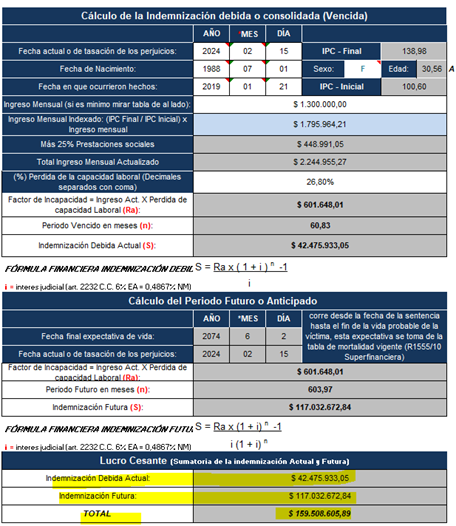 Cálculo de la Indemnización debida o consolidada (Vencida)
AÑO *MES DÍA
Fecha actual o de tasación de los perjuicios: 2024 02 15 IPC - Final 138,98
Fecha de Nacimiento: 1988 07 01 Sexo: F Edad: 30,56 A
Fecha en que ocurrieron hechos: 2019 01 21 IPC - Inicial 100,60
Ingreso Mensual (si es minimo mirar tabla de al lado): $ 1.300.000,00
Ingreso Mensual Indexado: (IPC Final / IPC Inicial) x
Ingreso mensual $ 1.795.964,21
Más 25% Prestaciones sociales $ 448.991,05
Total Ingreso Mensual Actualizado $ 2.244.955,27
(%) Perdida de la capacidad laboral (Decimales
separados con coma) 26,80%
Factor de Incapacidad = Ingreso Act. X Perdida de
capacidad Laboral (Ra): $ 601.648,01
Periodo Vencido en meses (n): 60,83
Indemnización Debida Actual (S): $ 42.475.933,05
FÓRMULA FINANCIERA INDEMNIZACIÓN DEBIL S = Ra x ( 1 + i ) n -1
i
i = interes judicial (art. 2232 C.C. 6% EA = 0,4867% NM)
Cálculo del Periodo Futuro o Anticipado
AÑO *MES DÍA
Fecha final expectativa de vida: 2074 6 2
Fecha actual o de tasación de los perjuicios: 2024 02 15
corre desde la fecha de la sentencia
hasta el fin de la vida probable de la
víctima, esta expectativa se toma de la
tabla de mortalidad vigente (R1555/10
Superfinanciera)
Factor de Incapacidad = Ingreso Act. X Perdida de
capacidad Laboral (Ra): $ 601.648,01
Periodo Futuro en meses (n): 603,97
Indemnización Futura (S): $ 117.032.672,84
FÓRMULA FINANCIERA INDEMNIZACIÓN FUTU. S = Ra x (1 + i) n -1
i (1 + i) n
i = interes judicial (art. 2232 C.C. 6% EA = 0,4867% NM)
Lucro Cesante (Sumatoria de la indemnización Actual y Futura)
Indemnización Debida Actual: $ 42.475.933,05
Indemnización Futura: $ 117.032.672,84
TOTAL $ 159.508.605,89